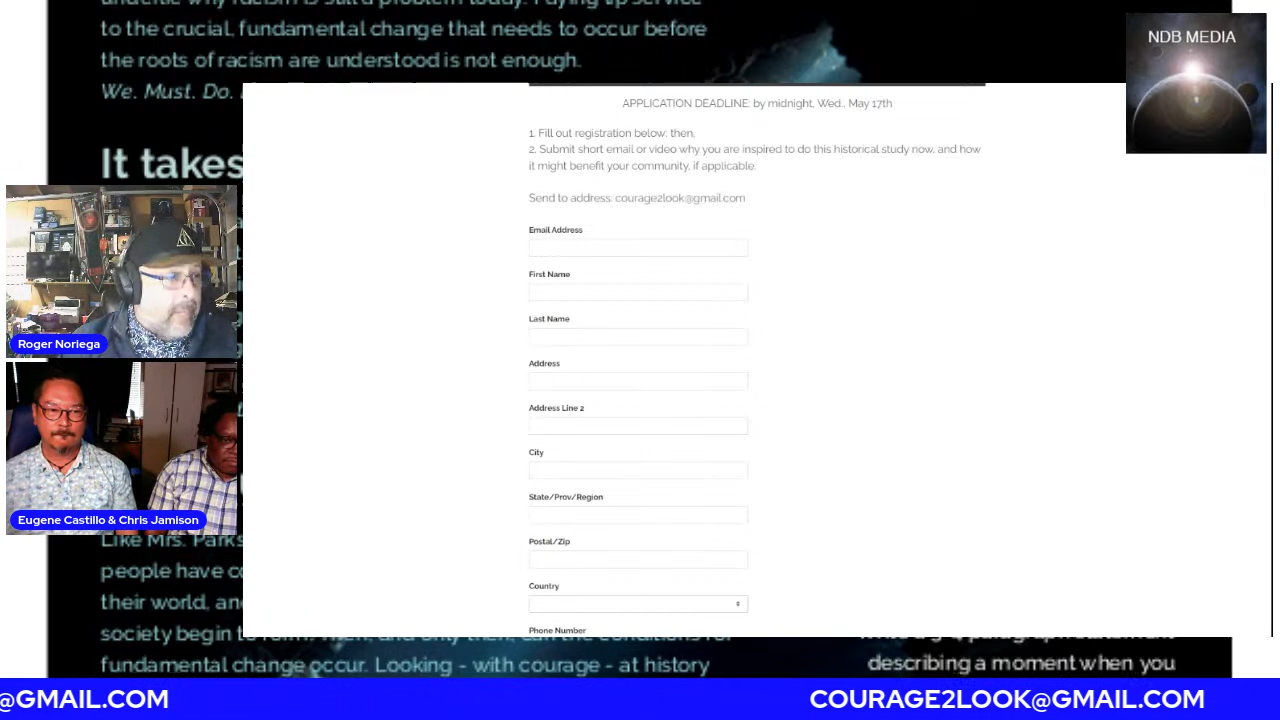 to the crucial, fundamental change that needs to occur before
the roots of racism are understood is not enough.
We. Must. Do.
It takes
NDB MEDIA
APPLICATION DEADLINE: by midnight, Wed., May 17th
1. Fill out registration below; then,
2. Submit short email or video why you are inspired to do this historical study now, and how
it might benefit your community, if applicable.
Send to address: courage2look@gmail.com
Email Address
First Name
Last Name
Address
Address Line 2
City
State/Prov/Region
Postal/Zip
Country
Phone Number
Roger Noriega
Eugene Castillo & Chris Jamison
Like Mrs. Parks
people have
their world,
society begin
fundamental change occur. Looking - with courage - at history
describing a moment when you
@GMAIL.COM
COURAGE2LOOK@GMAIL.COM